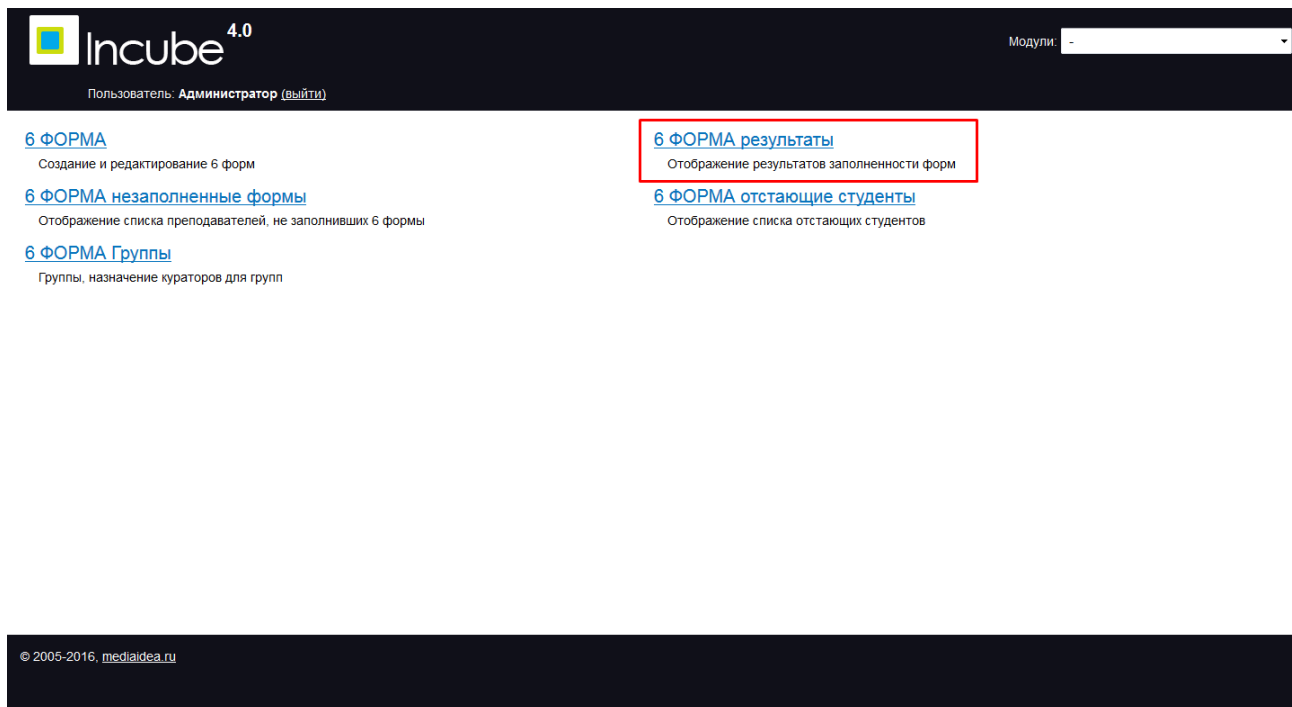 Incube 4.0
Модули: -
Пользователь: Администратор (выйти)
6 ФОРМА
Создание и редактирование 6 форм
6 ФОРМА результаты
Отображение результатов заполненности форм
6 ФОРМА незаполненные формы
Отображение списка преподавателей, не заполнивших 6 формы
6 ФОРМА отстающие студенты
Отображение списка отстающих студентов
6 ФОРМА Группы
Группы, назначение кураторов для групп
© 2005-2016, mediaidea.ru